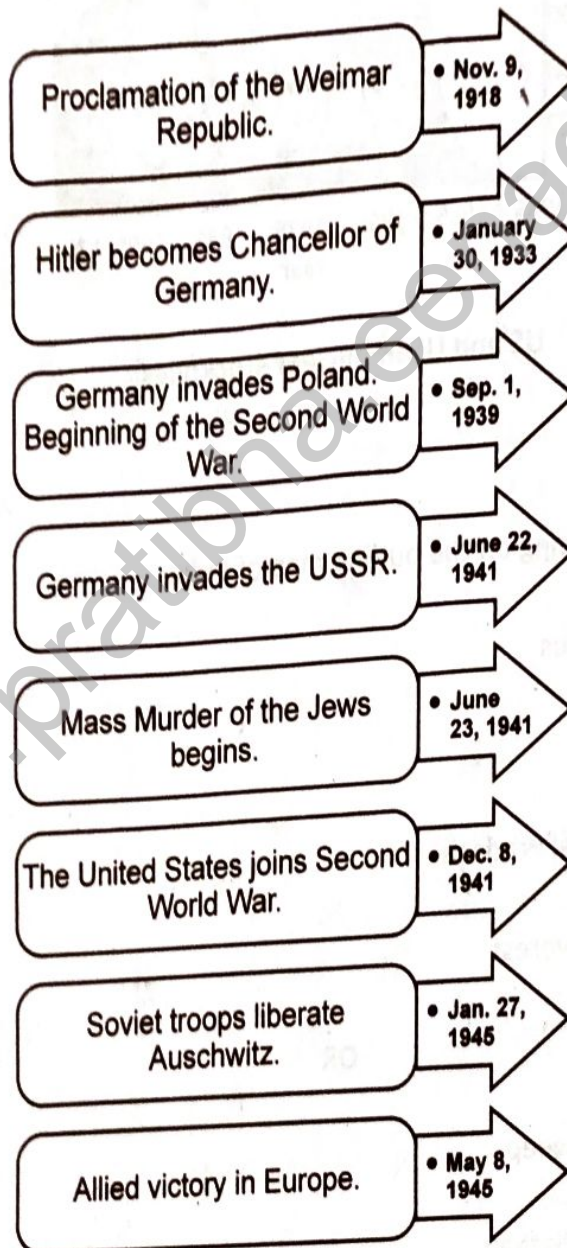 Proclamation of the Weimar
Republic.
• Nov. 9,
1918
Hitler becomes Chancellor of
Germany.
• January
30, 1933
Germany invades Poland.
Beginning of the Second World
War.
• Sep. 1,
1939
Germany invades the USSR.
• June 22,
1941
Mass Murder of the Jews
begins.
• June
23, 1941
The United States joins Second
World War.
• Dec. 8,
1941
Soviet troops liberate
Auschwitz.
• Jan. 27,
1945
Allied victory in Europe.
• May 8,
1945
.pratibha.eena